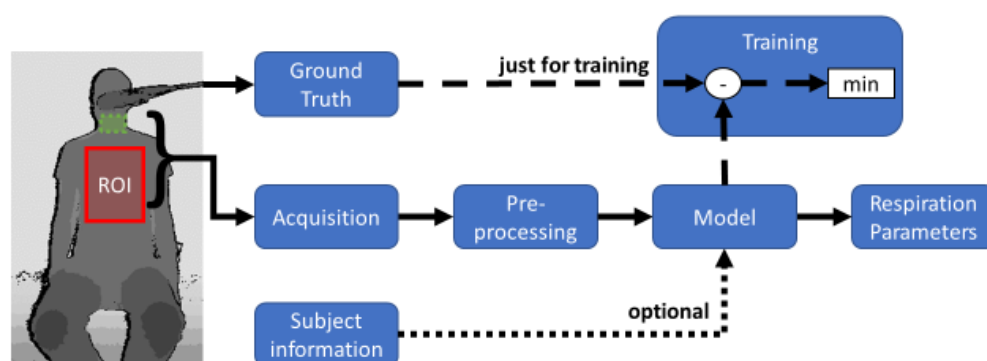 Training
Ground
Truth
just for training
-
min
ROI
Acquisition
Pre-
processing
Model
Respiration
Parameters
optional
Subject
information